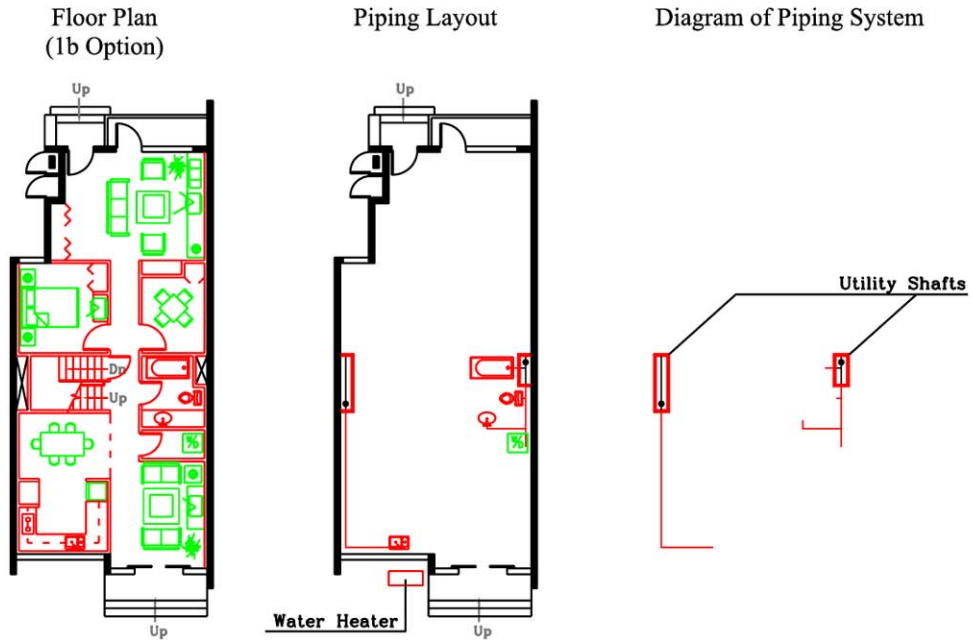 Floor Plan
(1b Option)
Piping Layout
Diagram of Piping System
Up
Up
Utility Shafts
Dn
Up
%
%
Water Heater
Up
Up